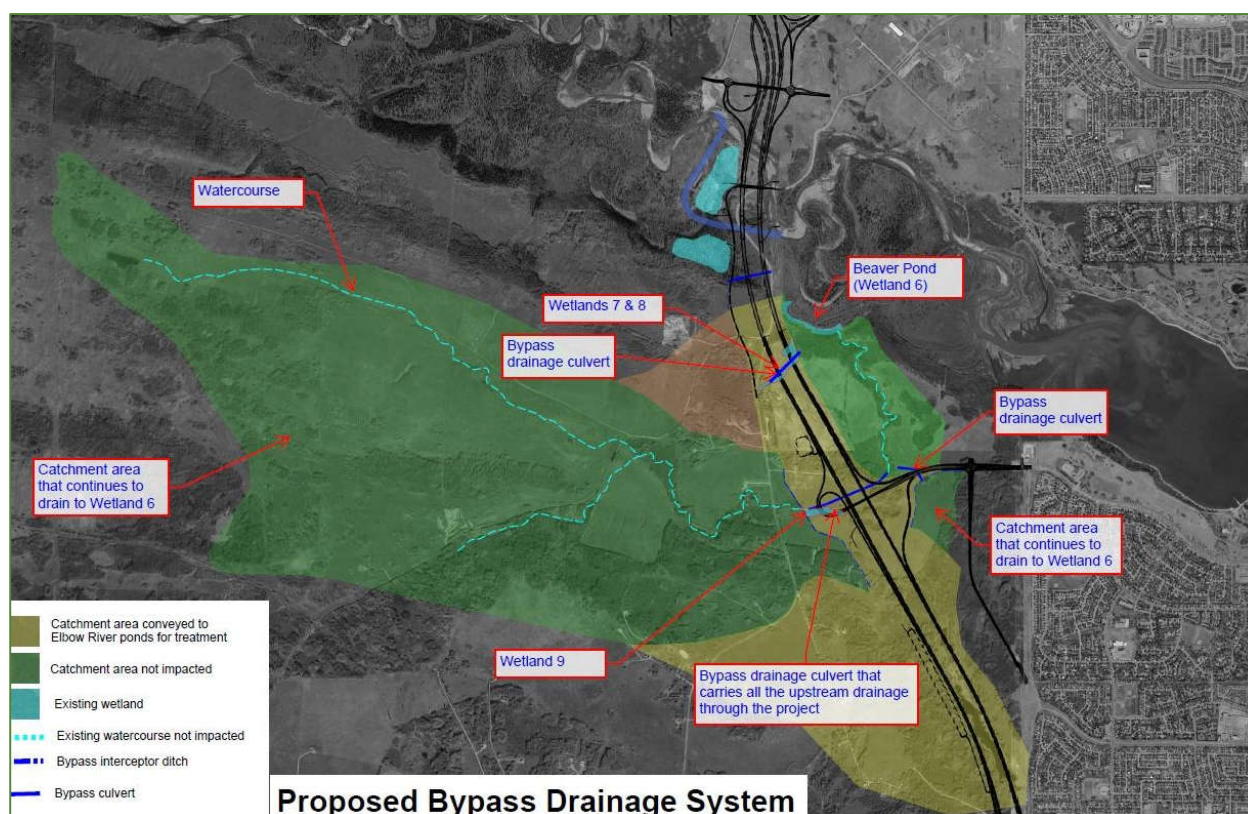 Watercourse
Beaver Pond
(Wetland 6)
Wetlands 7 & 8
Bypass
drainage culvert
Bypass
drainage culvert
Catchment area
that continues to
drain to Wetland 6
Catchment area
that continues to
drain to Wetland 6
Wetland 9
Bypass drainage culvert that
carries all the upstream drainage
through the project
Catchment area conveyed to
Elbow River ponds for treatment
Catchment area not impacted
Existing wetland
Existing watercourse not impacted
Bypass interceptor ditch
Bypass culvert
Proposed Bypass Drainage System